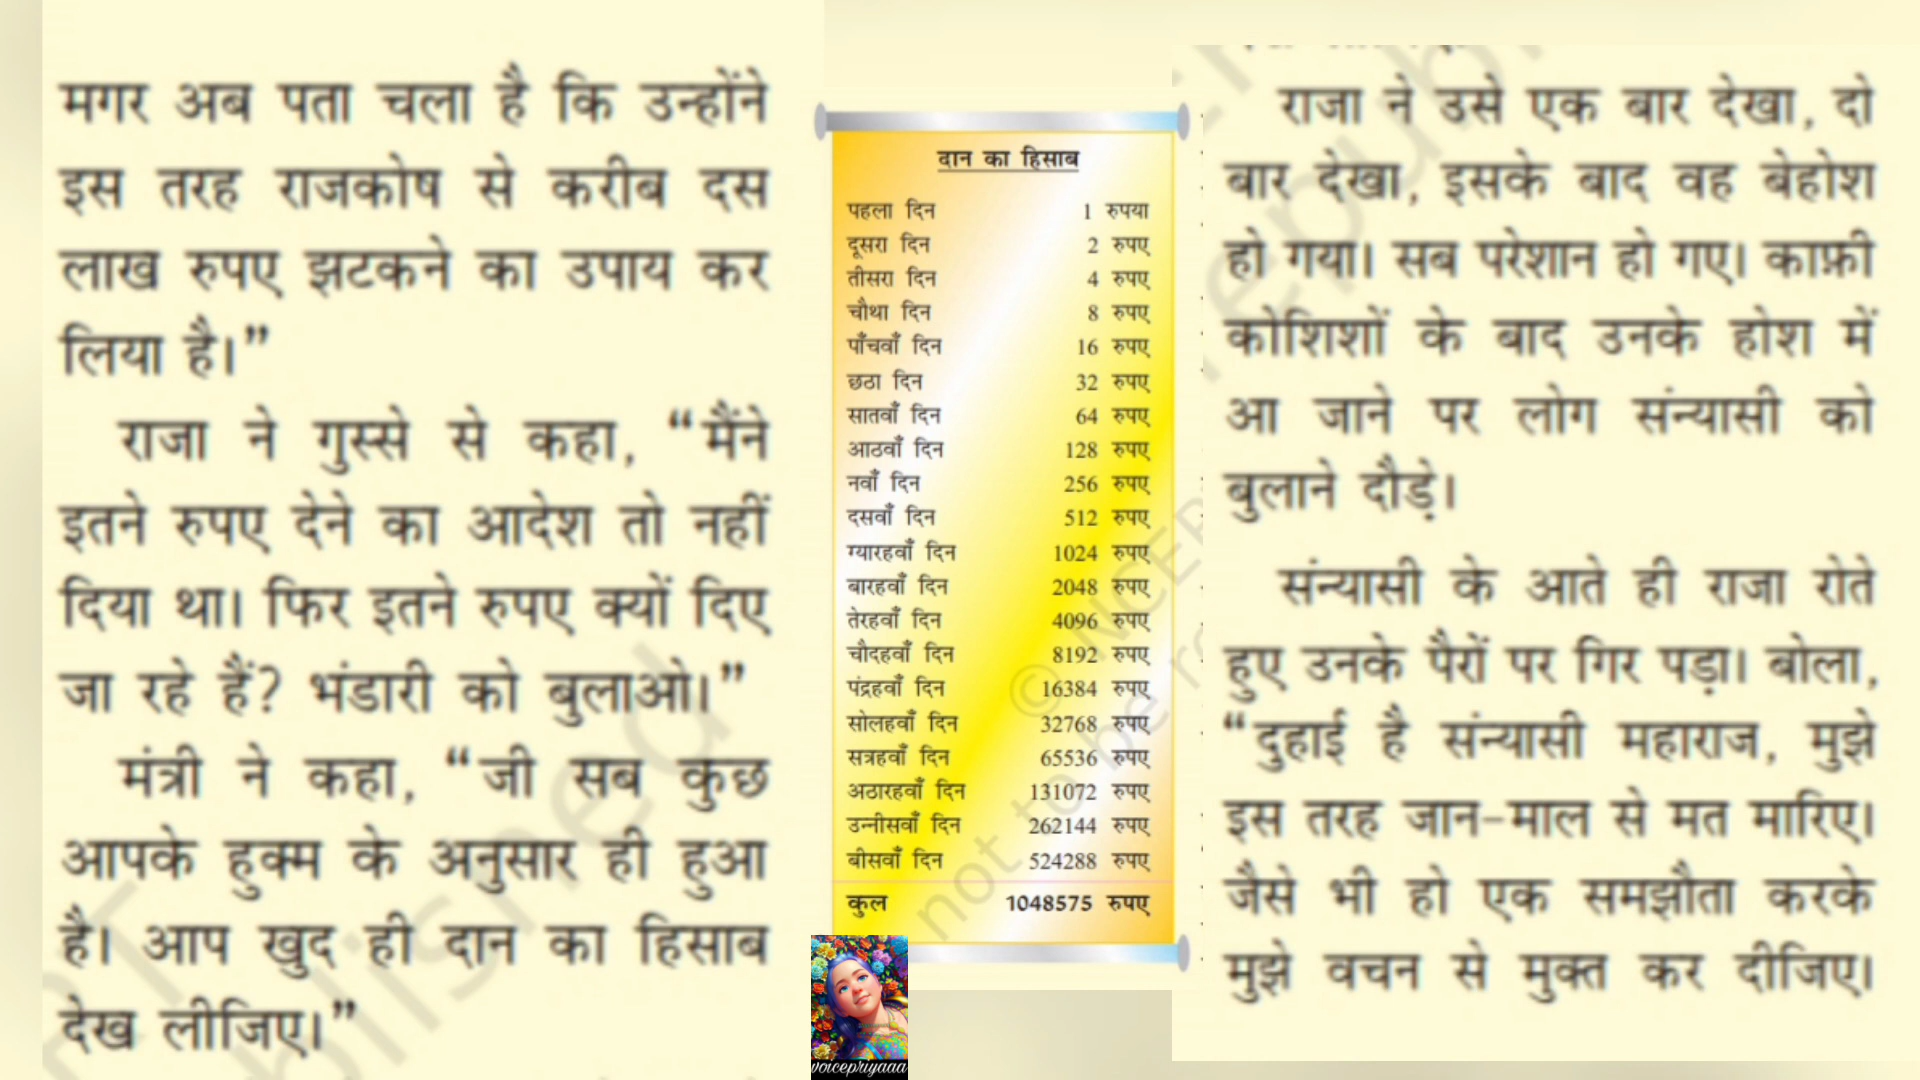 मगर अब पता चला है कि उन्होंने
इस तरह राजकोष से करीब दस
लाख रुपए झटकने का उपाय कर
लिया है।”
राजा ने गुस्से से कहा, “मैंने
इतने रुपए देने का आदेश तो नहीं
दिया था। फिर इतने रुपए क्यों दिए
जा रहे हैं? भंडारी को बुलाओ।”
मंत्री ने कहा, “जी सब कुछ
आपके हुक्म के अनुसार ही हुआ
है। आप खुद ही दान का हिसाब
देख लीजिए।”
दान का हिसाब
पहला दिन 1 रुपया
दूसरा दिन 2 रुपए
तीसरा दिन 4 रुपए
चौथा दिन 8 रुपए
पाँचवाँ दिन 16 रुपए
छठा दिन 32 रुपए
सातवाँ दिन 64 रुपए
आठवाँ दिन 128 रुपए
नवाँ दिन 256 रुपए
दसवाँ दिन 512 रुपए
ग्यारहवाँ दिन 1024 रुपए
बारहवाँ दिन 2048 रुपए
तेरहवाँ दिन 4096 रुपए
चौदहवाँ दिन 8192 रुपए
पंद्रहवाँ दिन 16384 रुपए
सोलहवाँ दिन 32768 रुपए
सत्रहवाँ दिन 65536 रुपए
अठारहवाँ दिन 131072 रुपए
उन्नीसवाँ दिन 262144 रुपए
बीसवाँ दिन 524288 रुपए
कुल 1048575 रुपए
voicepriyaaa
राजा ने उसे एक बार देखा, दो
बार देखा, इसके बाद वह बेहोश
हो गया। सब परेशान हो गए। काफ़ी
कोशिशों के बाद उनके होश में
आ जाने पर लोग संन्यासी को
बुलाने दौड़े।
संन्यासी के आते ही राजा रोते
हुए उनके पैरों पर गिर पड़ा। बोला,
“दुहाई है संन्यासी महाराज, मुझे
इस तरह जान-माल से मत मारिए।
जैसे भी हो एक समझौता करके
मुझे वचन से मुक्त कर दीजिए।